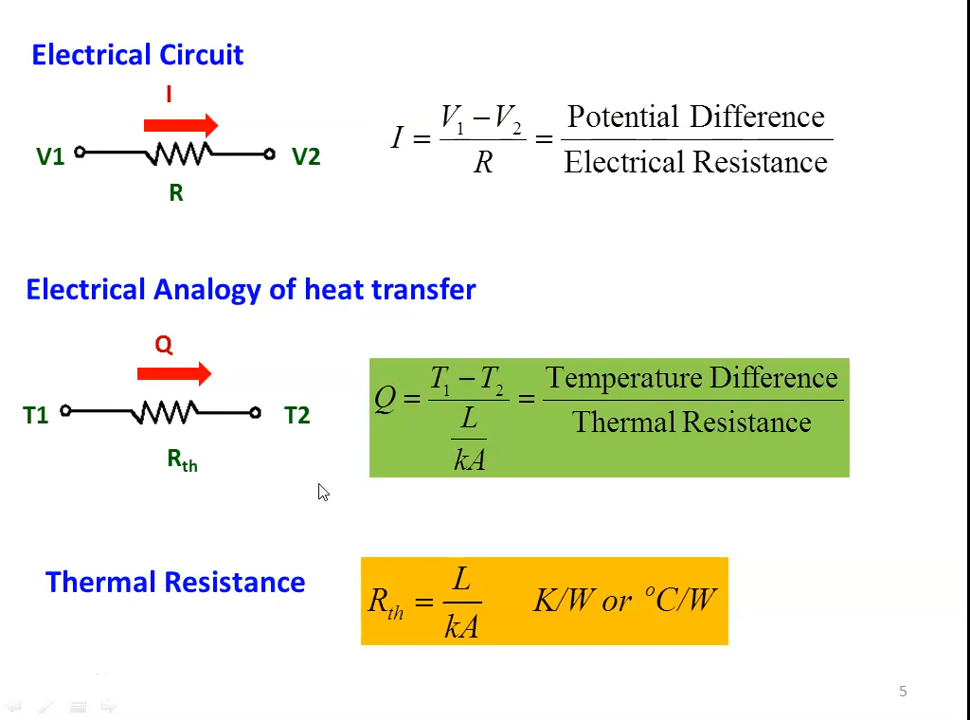 Electrical Circuit
I
V1
V2
R
I = V₁ − V₂ / R = Potential Difference / Electrical Resistance
Electrical Analogy of heat transfer
Q
T1
T2
Rth
Q = T₁ − T₂ / (L / kA) = Temperature Difference / Thermal Resistance
Thermal Resistance
Rth = L / kA K/W or °C/W
5